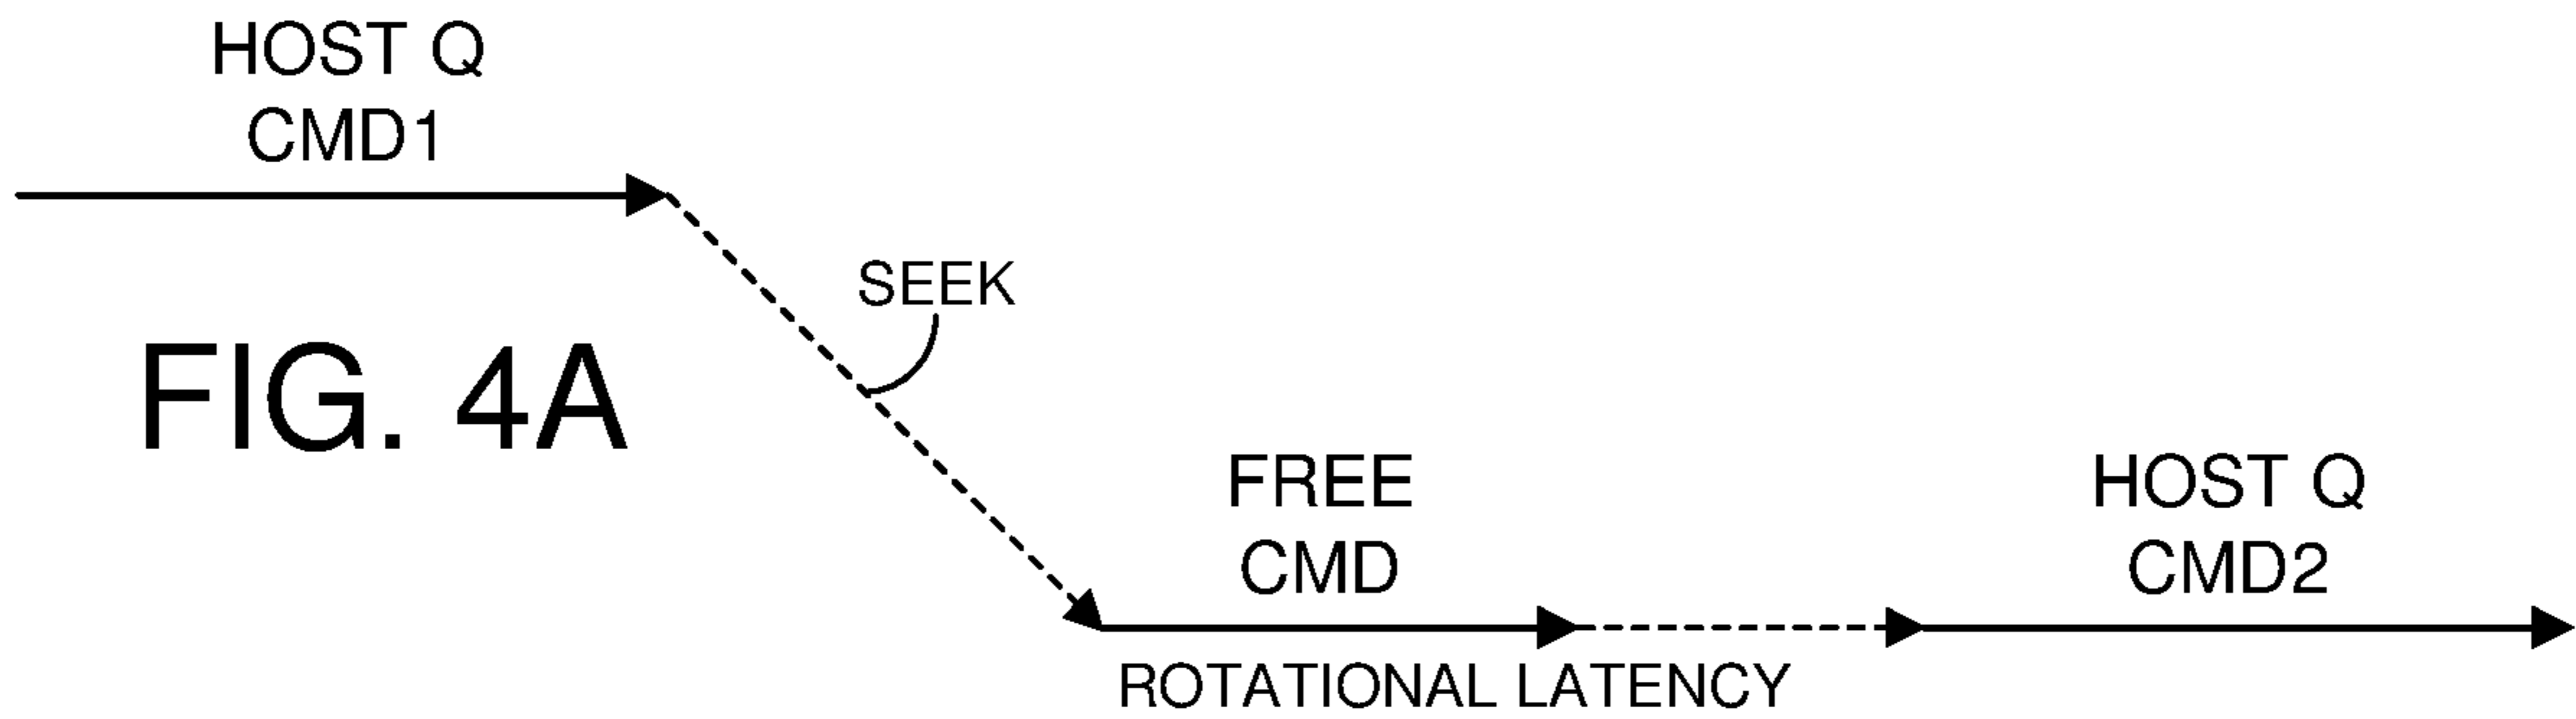 HOST Q
CMD1
SEEK
FIG. 4A
FREE
CMD
HOST Q
CMD2
ROTATIONAL LATENCY